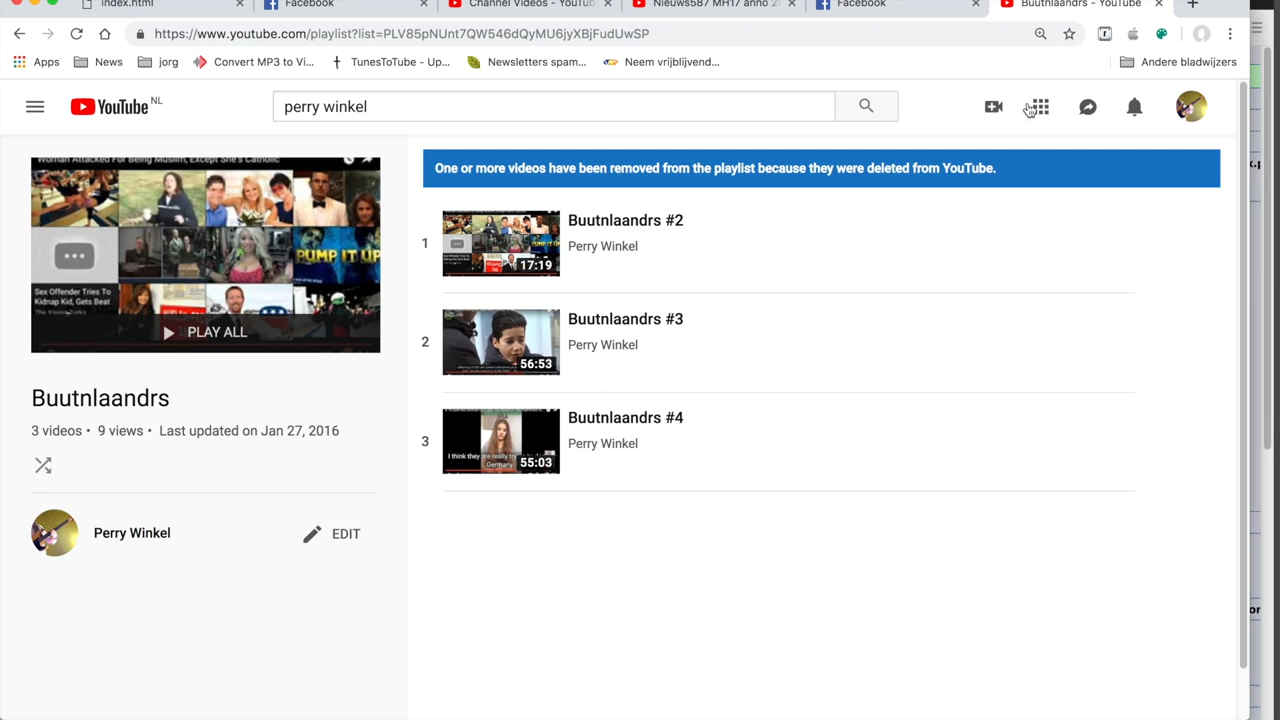 index.html
Facebook
Channel Videos - YouTub
Nieuws587 MH17 anno 2
Facebook
Buutnlaandrs - YouTube
https://www.youtube.com/playlist?list=PLV85pNUnt7QW546dQyMU6jyXBjFudUwSP
Apps
News
jorg
Convert MP3 to Vi...
TunesToTube - Up...
Newsletters spam...
Neem vrijblijvend...
Andere bladwijzers
YouTube NL
perry winkel
Woman Attacked For Being Muslim, Except She's Catholic
PUMP IT UP
Sex Offender Tries To
Kidnap Kid, Gets Beat
The Young Turks
PLAY ALL
Buutnlaandrs
3 videos • 9 views • Last updated on Jan 27, 2016
Perry Winkel
EDIT
One or more videos have been removed from the playlist because they were deleted from YouTube.
1
17:19
Buutnlaandrs #2
Perry Winkel
2
56:53
Buutnlaandrs #3
Perry Winkel
3
I think they are really
Germany
55:03
Buutnlaandrs #4
Perry Winkel
or